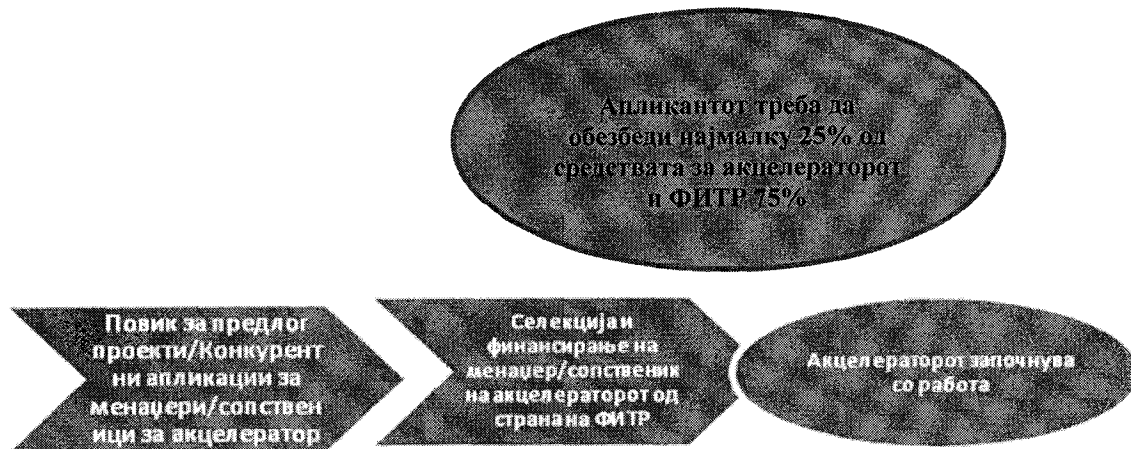 Апликантот треба да
обезбеди најмалку 25% од
средствата за акцелераторот
и ФИТР 75%
Повик за предлог
проекти/Конкурент
ни апликации за
менаџери/сопствен
ици за акцелератор
Селекција и
финансирање на
менаџер/сопственик
на акцелераторот од
страна на ФИТР
Акцелераторот започнува
со работа